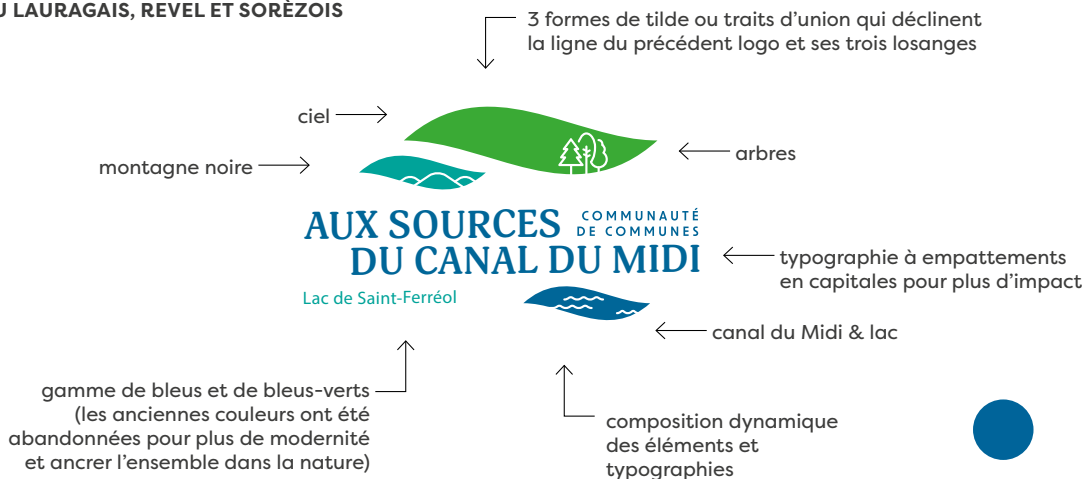 U LAURAGAIS, REVEL ET SORÈZOIS
3 formes de tilde ou traits d'union qui déclinent
la ligne du précédent logo et ses trois losanges
ciel
montagne noire
arbres
AUX SOURCES
COMMUNAUTÉ
DE COMMUNES
DU CANAL DU MIDI
typographie à empattements
en capitales pour plus d'impact
Lac de Saint-Ferréol
canal du Midi & lac
gamme de bleus et de bleus-verts
(les anciennes couleurs ont été
abandonnées pour plus de modernité
et ancrer l'ensemble dans la nature)
composition dynamique
des éléments et
typographies